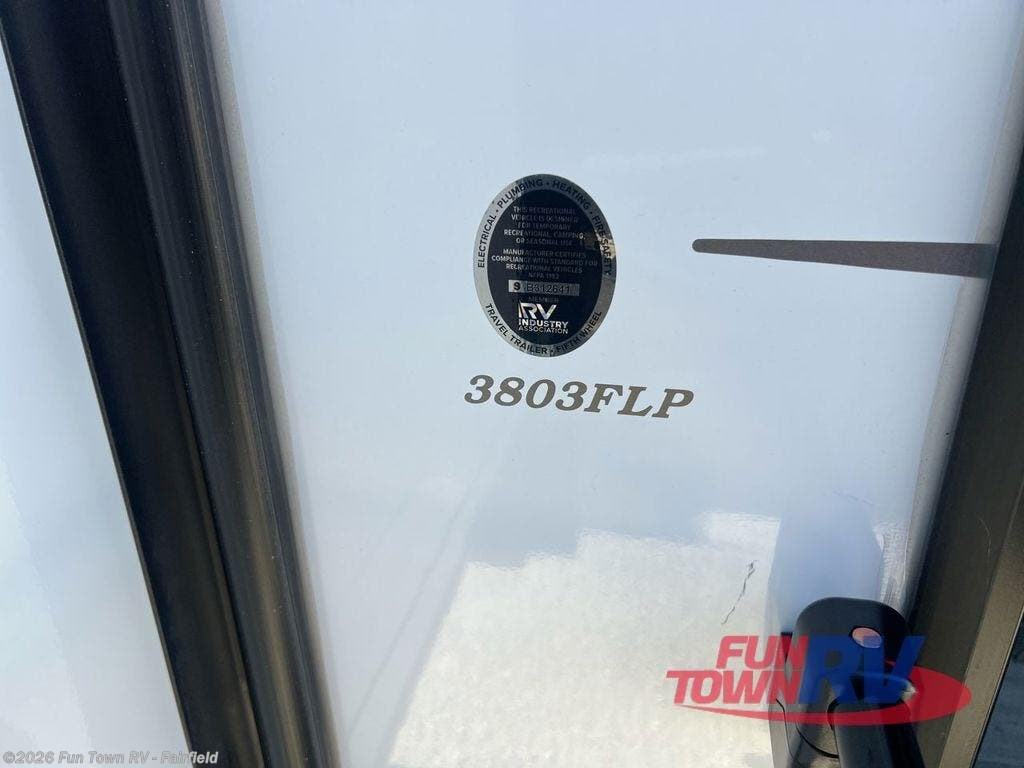 ELECTRICAL • PLUMBING • HEATING • FIRE SAFETY
THIS RECREATIONAL
VEHICLE IS DESIGNED
FOR TEMPORARY
RECREATIONAL, CAMPING,
OR SEASONAL USE
MANUFACTURER CERTIFIES
COMPLIANCE WITH STANDARD FOR
RECREATIONAL VEHICLES
NFPA 1192
9 B312641
MEMBER
RV
INDUSTRY
ASSOCIATION
TRAVEL TRAILER • FIFTH WHEEL
3803FLP
FUN
TOWN RV
©2026 Fun Town RV - Fairfield